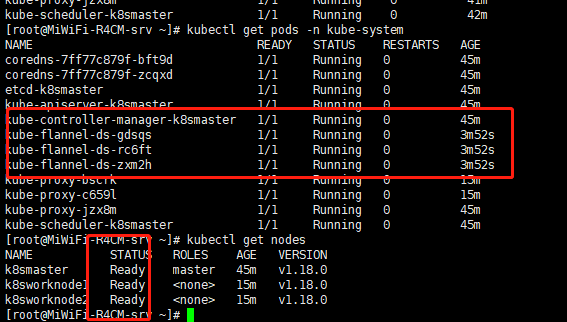 kube-proxy-jzx8m 1/1 Running 0 41m
kube-scheduler-k8smaster 1/1 Running 0 42m
[root@MiWiFi-R4CM-srv ~]# kubectl get pods -n kube-system
NAME READY STATUS RESTARTS AGE
coredns-7ff77c879f-bft9d 1/1 Running 0 45m
coredns-7ff77c879f-zcqxd 1/1 Running 0 45m
etcd-k8smaster 1/1 Running 0 45m
kube-apiserver-k8smaster 1/1 Running 0 45m
kube-controller-manager-k8smaster 1/1 Running 0 45m
kube-flannel-ds-gdsqs 1/1 Running 0 3m52s
kube-flannel-ds-rc6ft 1/1 Running 0 3m52s
kube-flannel-ds-zxm2h 1/1 Running 0 3m52s
kube-proxy-bscrk 1/1 Running 0 15m
kube-proxy-c659l 1/1 Running 0 15m
kube-proxy-jzx8m 1/1 Running 0 45m
kube-scheduler-k8smaster 1/1 Running 0 45m
[root@MiWiFi-R4CM-srv ~]# kubectl get nodes
NAME STATUS ROLES AGE VERSION
k8smaster Ready master 45m v1.18.0
k8sworknode1 Ready <none> 15m v1.18.0
k8sworknode2 Ready <none> 15m v1.18.0
[root@MiWiFi-R4CM-srv ~]#